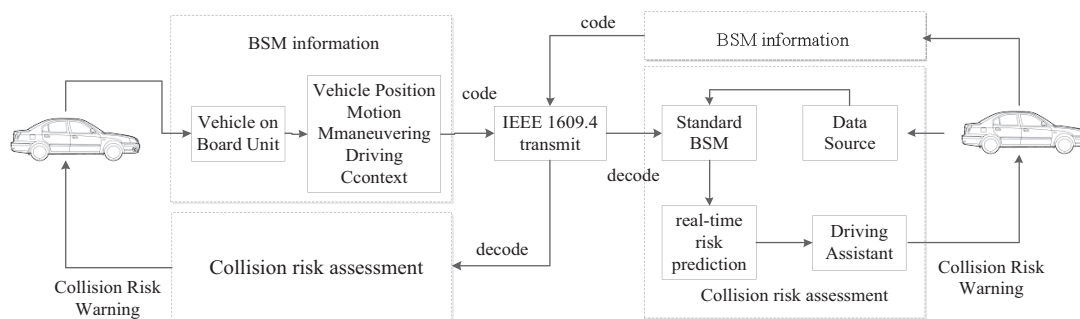 BSM information
Vehicle on
Board Unit
Vehicle Position
Motion
Mmaneuvering
Driving
Ccontext
code
IEEE 1609.4
transmit
code
BSM information
decode
Standard
BSM
Data
Source
real-time
risk
prediction
Driving
Assistant
Collision risk assessment
Collision Risk
Warning
decode
Collision risk assessment
Collision Risk
Warning